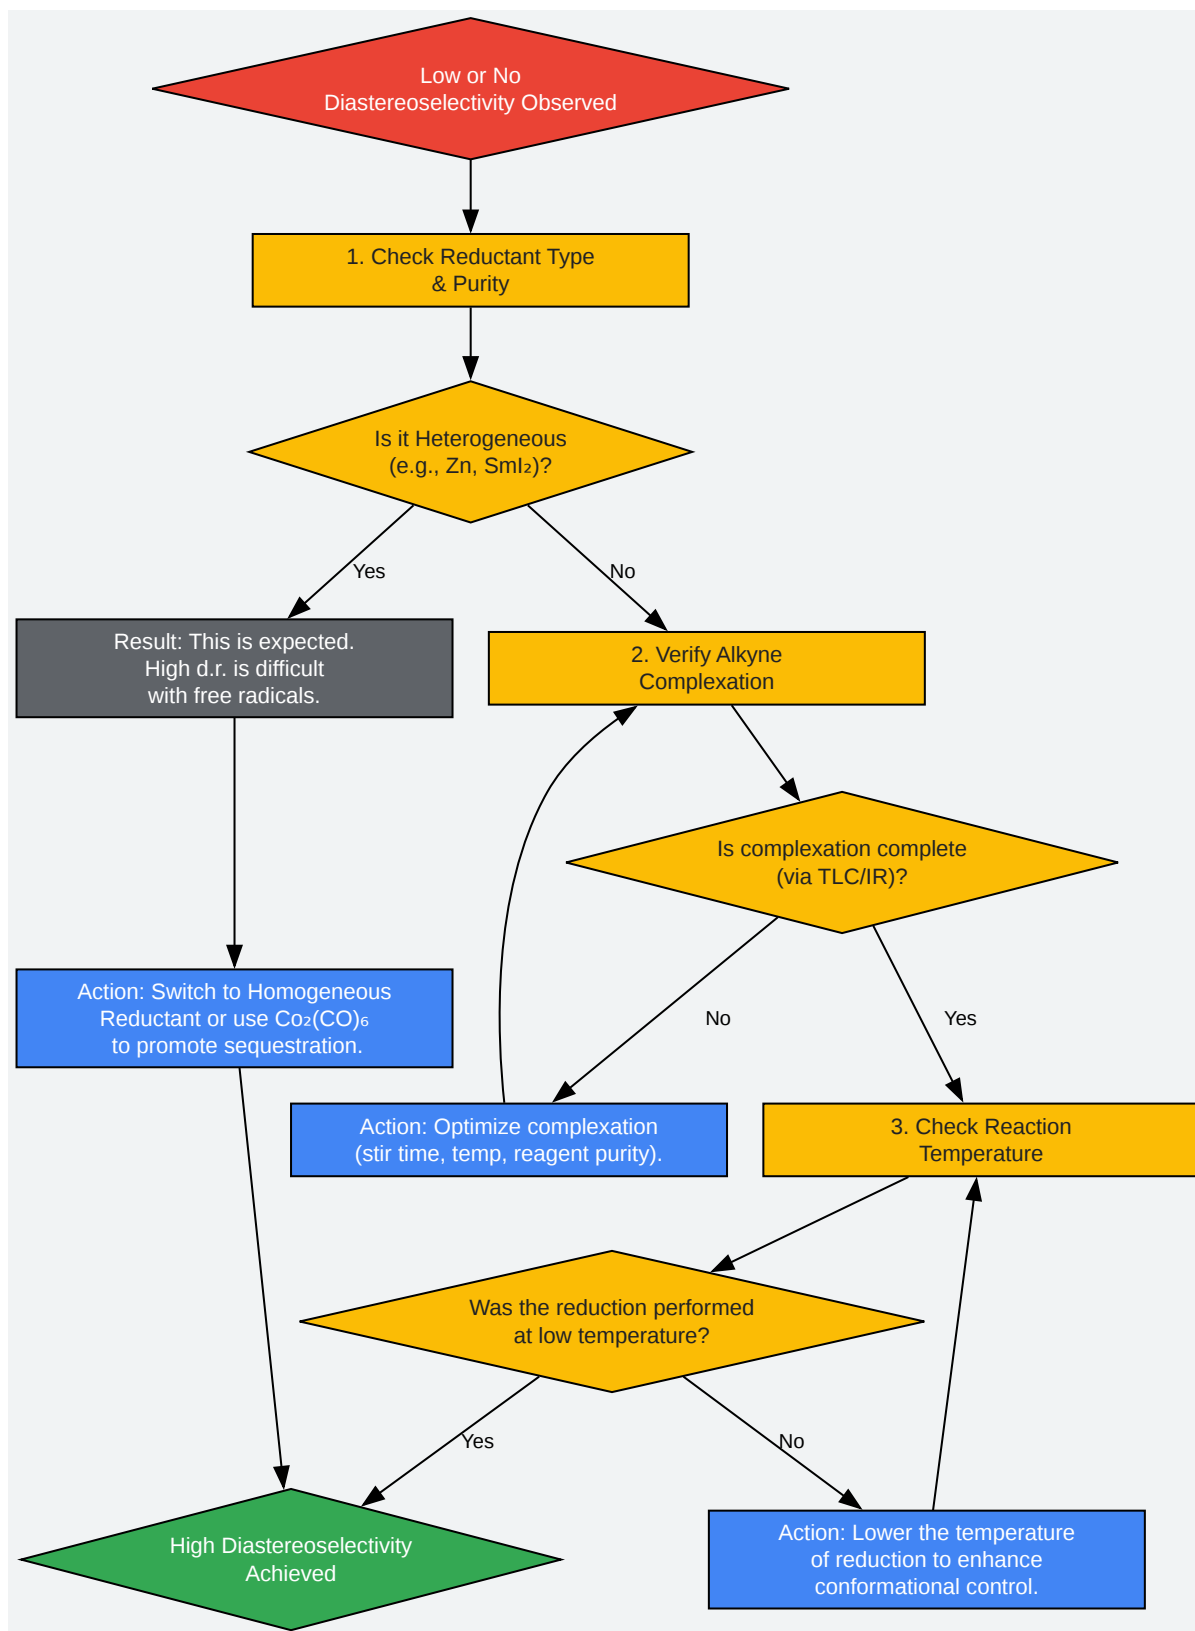 Low or No
Diastereoselectivity Observed
1. Check Reductant Type
& Purity
Is it Heterogeneous
(e.g., Zn, SmI₂)?
Yes
No
Result: This is expected.
High d.r. is difficult
with free radicals.
2. Verify Alkyne
Complexation
Is complexation complete
(via TLC/IR)?
No
Yes
Action: Switch to Homogeneous
Reductant or use Co₂(CO)₆
to promote sequestration.
Action: Optimize complexation
(stir time, temp, reagent purity).
3. Check Reaction
Temperature
Was the reduction performed
at low temperature?
Yes
No
High Diastereoselectivity
Achieved
Action: Lower the temperature
of reduction to enhance
conformational control.